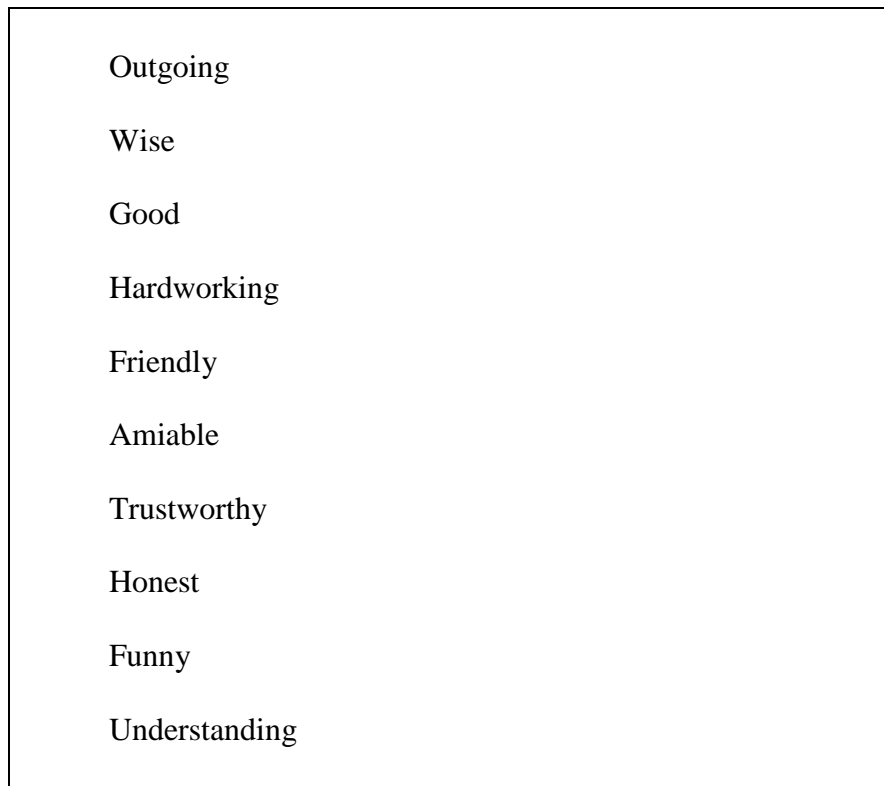 Outgoing
Wise
Good
Hardworking
Friendly
Amiable
Trustworthy
Honest
Funny
Understanding